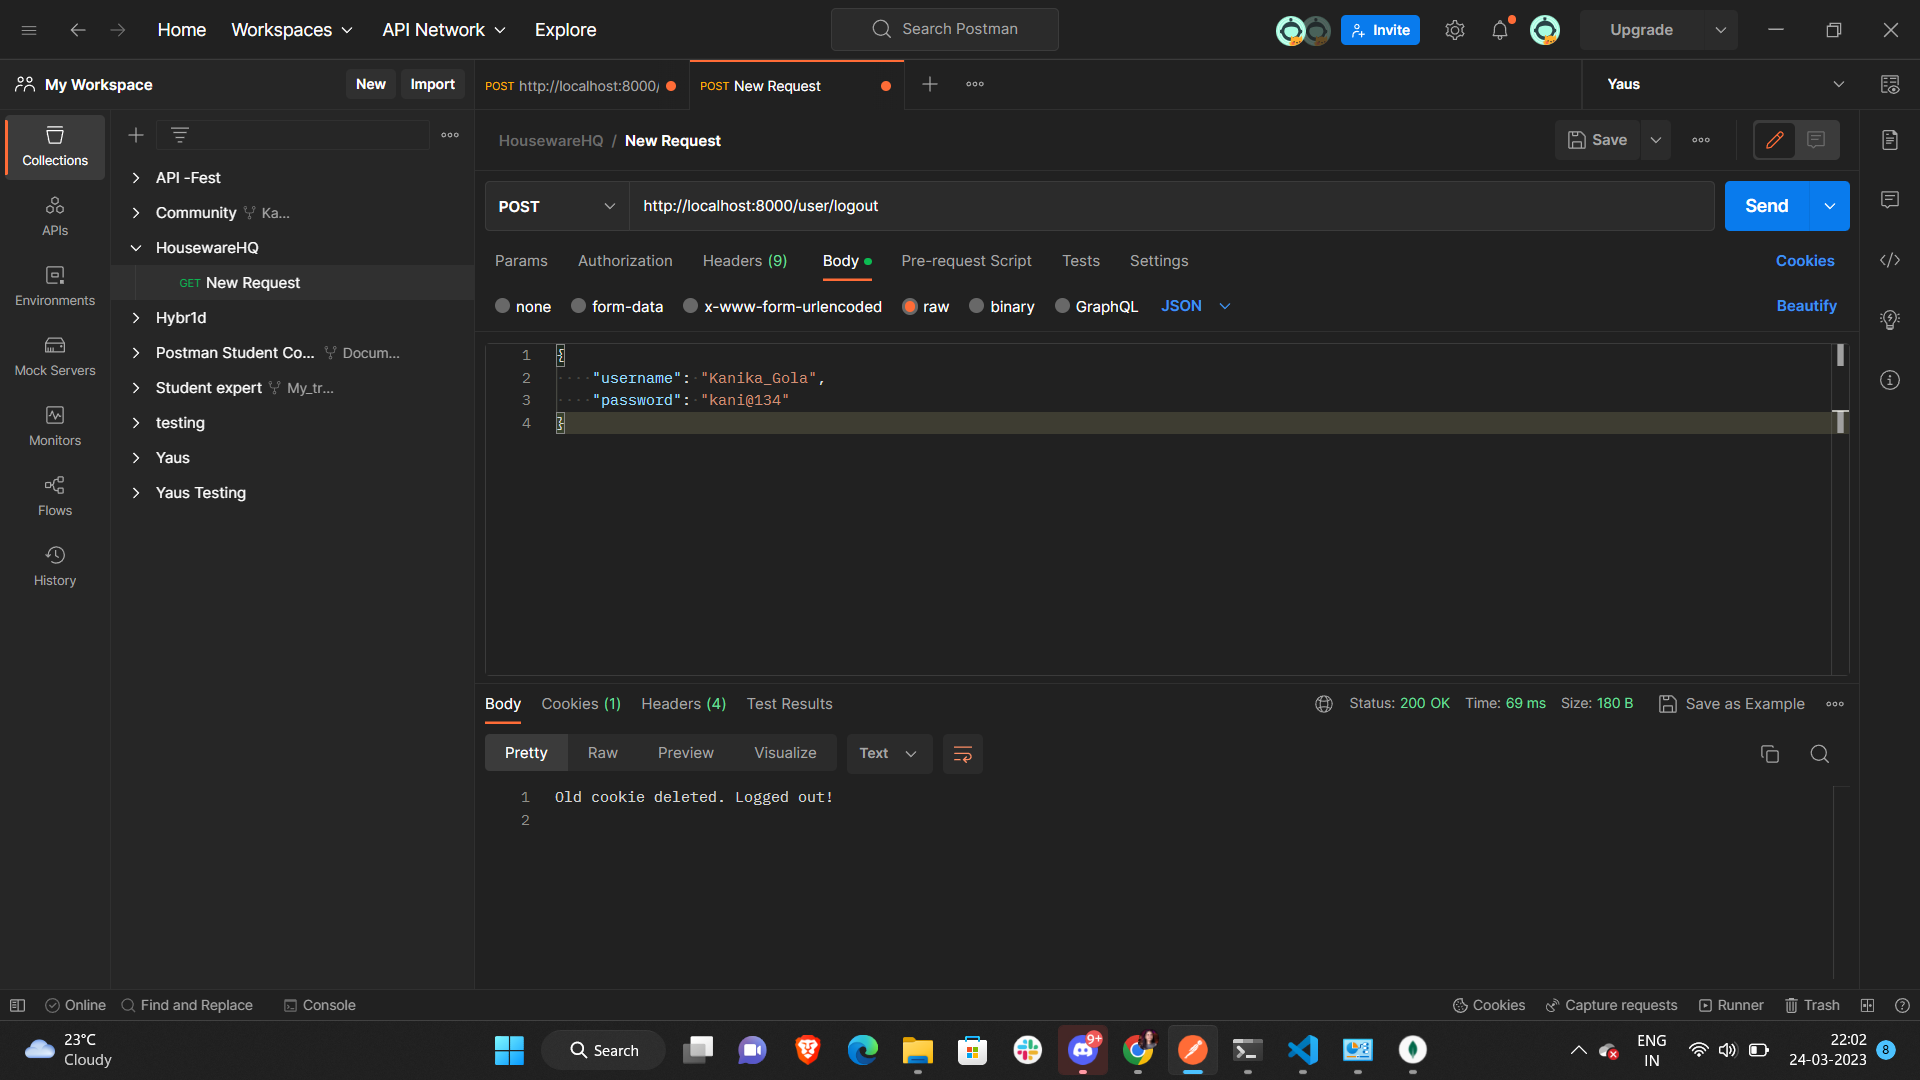 Home
Workspaces
API Network
Explore
Search Postman
Invite
Upgrade
My Workspace
New
Import
POST http://localhost:8000/
POST New Request
Yaus
Collections
APIs
Environments
Mock Servers
Monitors
Flows
History
API -Fest
Community Ka...
HousewareHQ
GET New Request
Hybr1d
Postman Student Co... Docum...
Student expert My_tr...
testing
Yaus
Yaus Testing
HousewareHQ / New Request
Save
POST
http://localhost:8000/user/logout
Send
Params
Authorization
Headers (9)
Body
Pre-request Script
Tests
Settings
Cookies
none
form-data
x-www-form-urlencoded
raw
binary
GraphQL
JSON
Beautify
1 {
2 "username": "Kanika_Gola",
3 "password": "kani@134"
4 }
Body
Cookies (1)
Headers (4)
Test Results
Status: 200 OK
Time: 69 ms
Size: 180 B
Save as Example
Pretty
Raw
Preview
Visualize
Text
1 Old cookie deleted. Logged out!
2
Online
Find and Replace
Console
Cookies
Capture requests
Runner
Trash
23°C
Cloudy
Search
9+
ENG
IN
22:02
24-03-2023
8